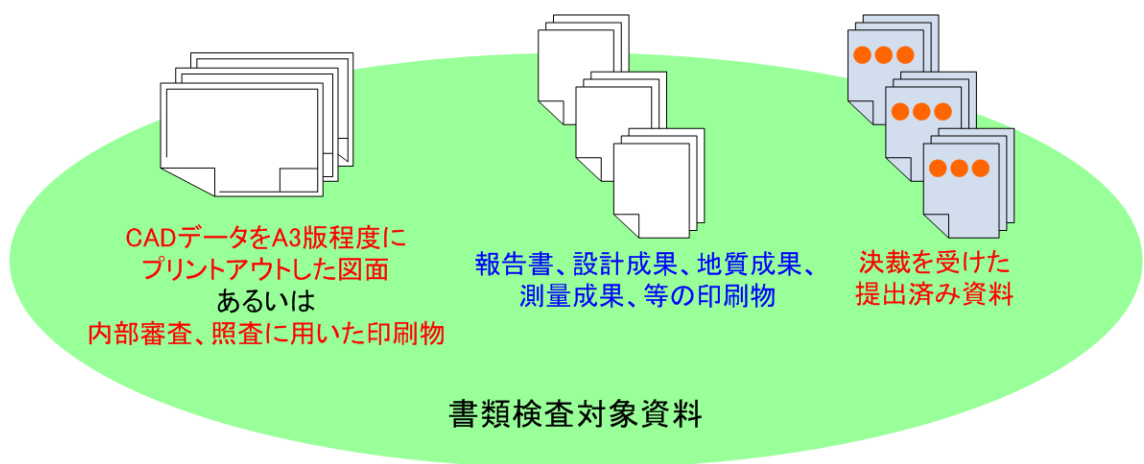 CADデータをA3版程度に
プリントアウトした図面
あるいは
内部審査、照査に用いた印刷物
報告書、設計成果、地質成果、
測量成果、等の印刷物
決裁を受けた
提出済み資料
書類検査対象資料